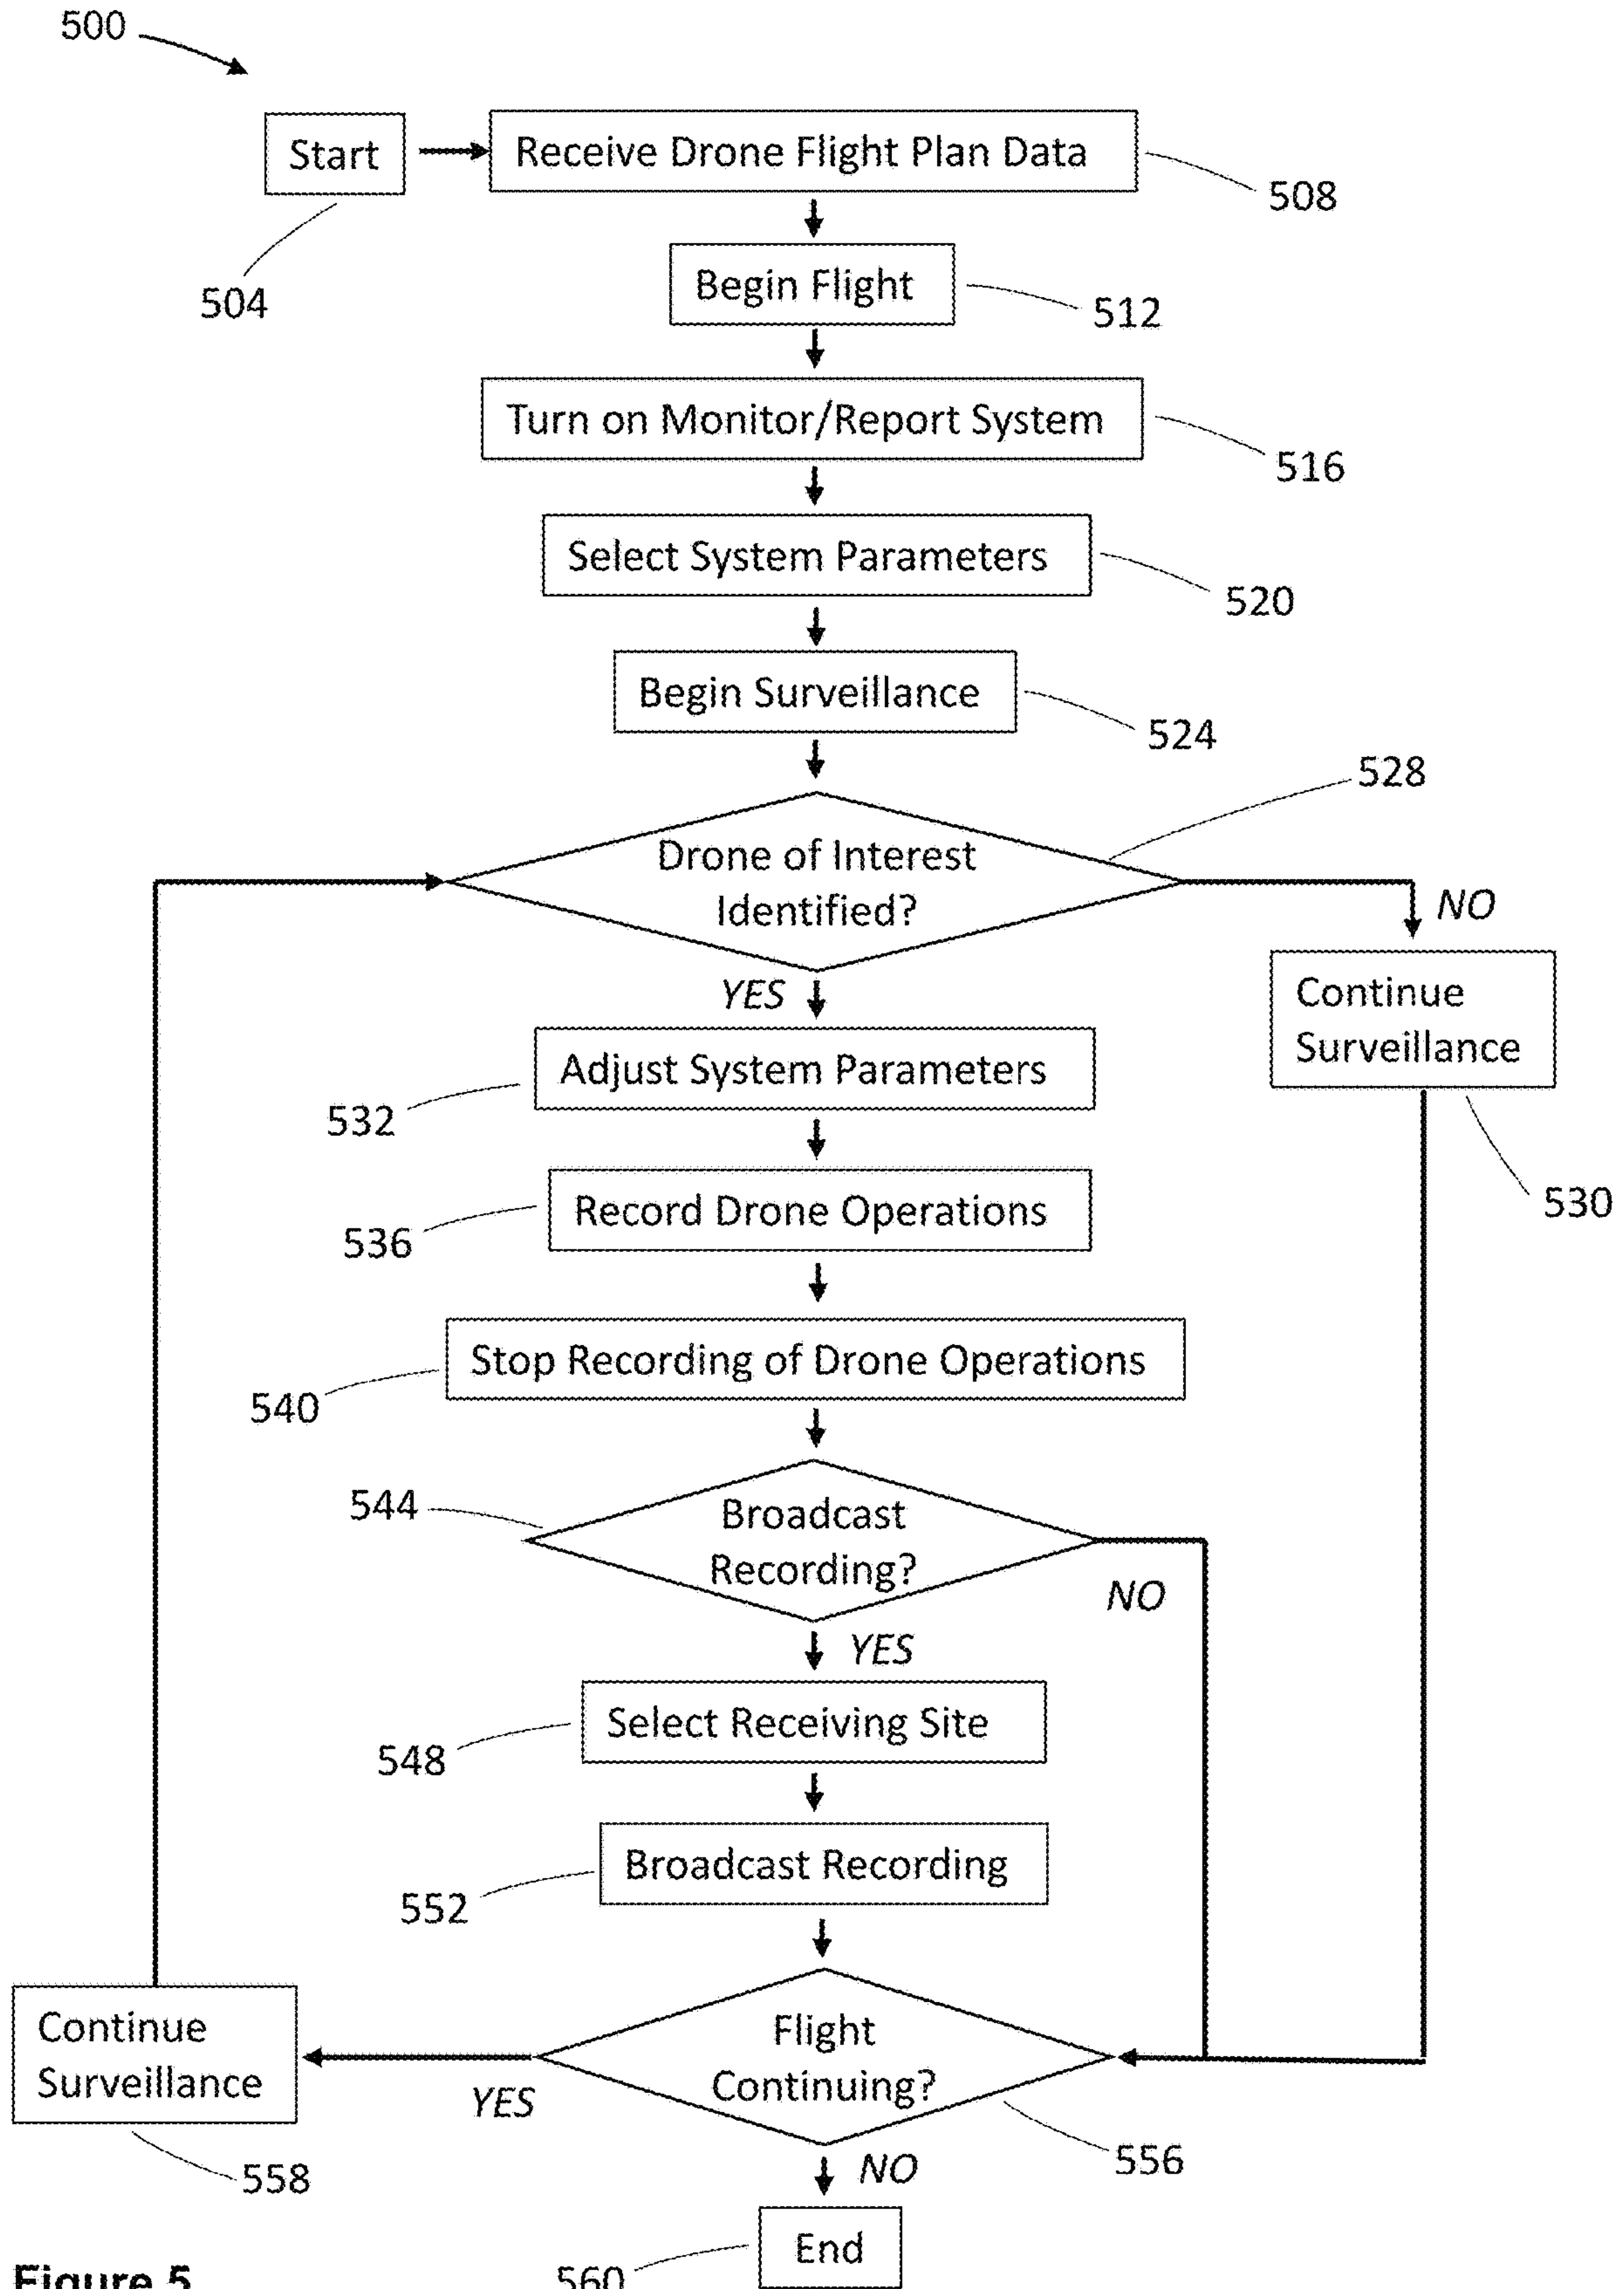 500
Start
Receive Drone Flight Plan Data
508
504
Begin Flight
512
Turn on Monitor/Report System
516
Select System Parameters
520
Begin Surveillance
524
528
Drone of Interest
Identified?
NO
YES
Continue
Surveillance
530
Adjust System Parameters
532
Record Drone Operations
536
Stop Recording of Drone Operations
540
544
Broadcast
Recording?
NO
YES
Select Receiving Site
548
Broadcast Recording
552
Flight
Continuing?
YES
Continue
Surveillance
558
556
NO
End
560
Figure 5